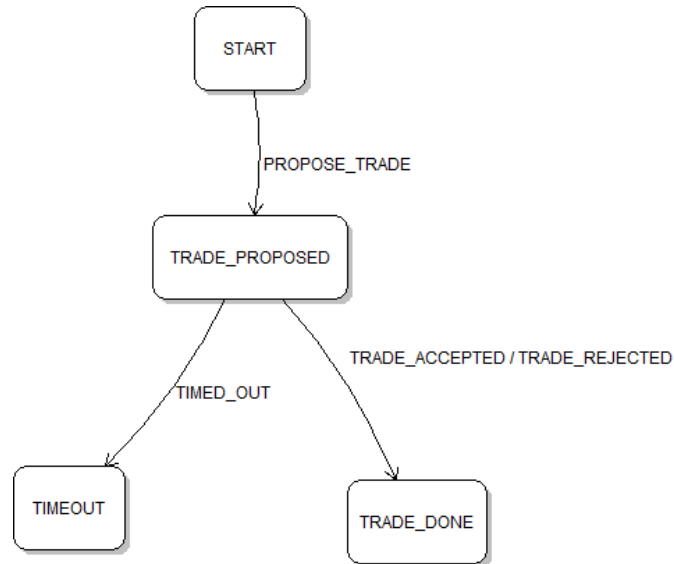 START
PROPOSE_TRADE
TRADE_PROPOSED
TRADE_ACCEPTED / TRADE_REJECTED
TIMED_OUT
TIMEOUT
TRADE_DONE